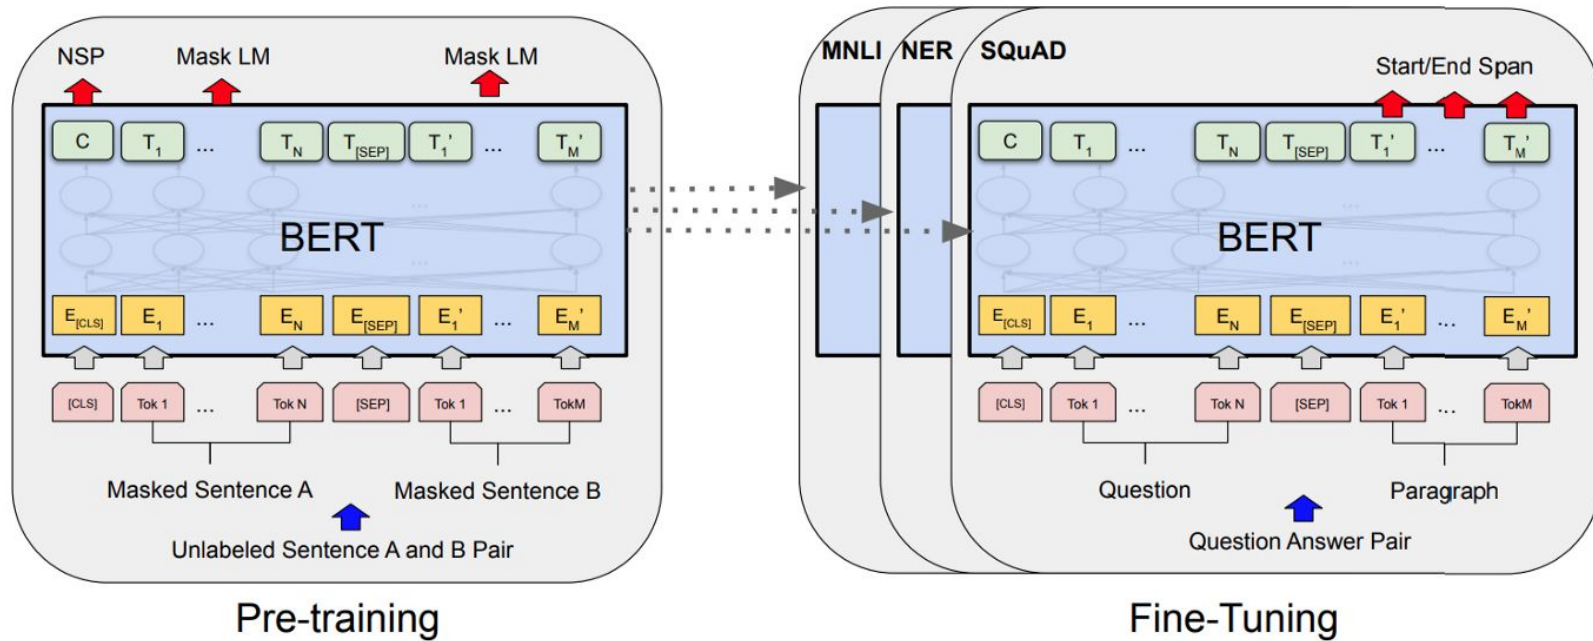 NSP Mask LM Mask LM
C T1 ... TN T[SEP] T1' ... TM'
...
BERT
...
E[CLS] E1 ... EN E[SEP] E1' ... EM'
[CLS] Tok 1 ... Tok N [SEP] Tok 1 ... TokM
Masked Sentence A Masked Sentence B
Unlabeled Sentence A and B Pair
Pre-training
MNLI NER SQuAD
Start/End Span
C T1 ... TN T[SEP] T1' ... TM'
...
BERT
...
E[CLS] E1 ... EN E[SEP] E1' ... EM'
[CLS] Tok 1 ... Tok N [SEP] Tok 1 ... TokM
Question Paragraph
Question Answer Pair
Fine-Tuning